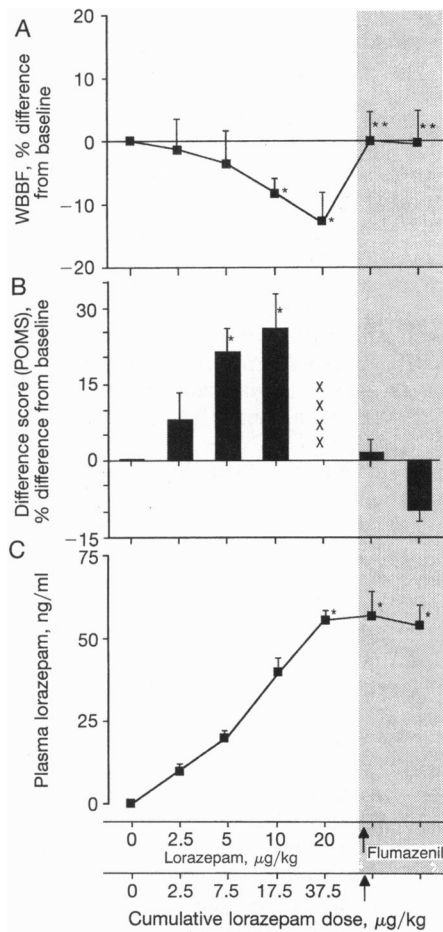 A
WBBF, % difference
from baseline
20
10
0
−10
−20
*
*
**
**
B
Difference score (POMS),
% difference from baseline
30
15
0
−15
*
*
X
X
X
X
C
Plasma lorazepam, ng/ml
75
50
25
0
*
*
*
0 2.5 5 10 20
Lorazepam, μg/kg
Flumazenil
0 2.5 7.5 17.5 37.5
Cumulative lorazepam dose, μg/kg